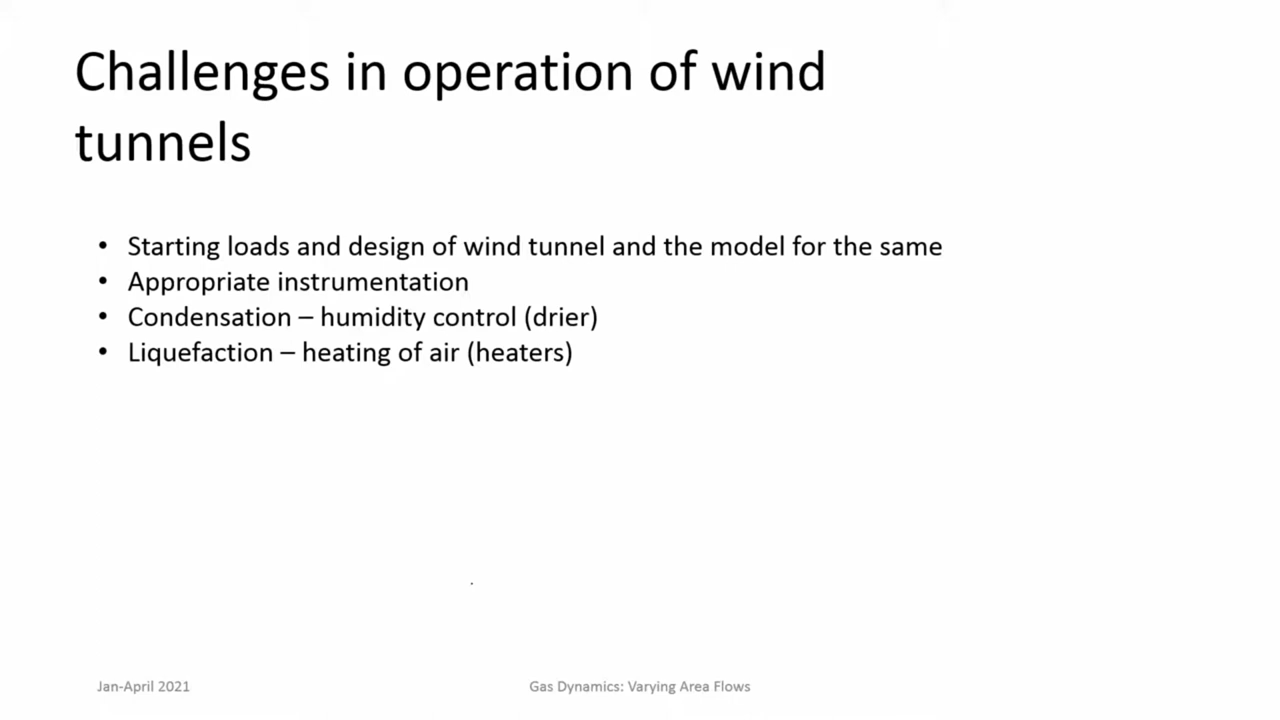 Challenges in operation of wind
tunnels
• Starting loads and design of wind tunnel and the model for the same
• Appropriate instrumentation
• Condensation – humidity control (drier)
• Liquefaction – heating of air (heaters)
Jan-April 2021
Gas Dynamics: Varying Area Flows